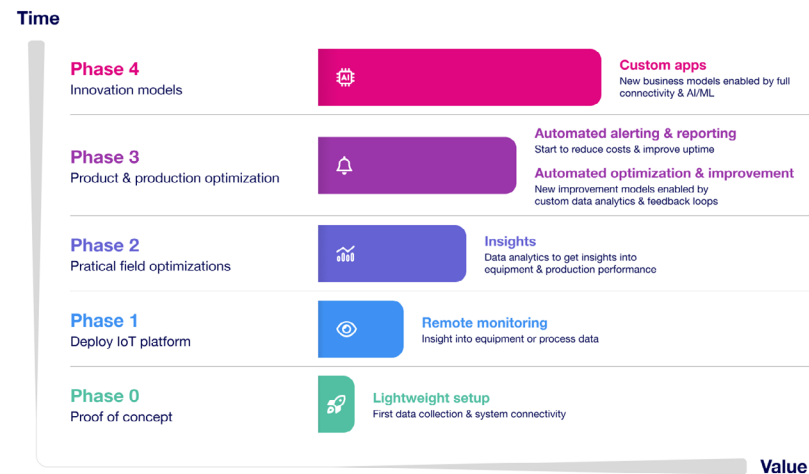 Time
Phase 4
Innovation models
AI
Custom apps
New business models enabled by full
connectivity & AI/ML
Phase 3
Product & production optimization
Automated alerting & reporting
Start to reduce costs & improve uptime
Automated optimization & improvement
New improvement models enabled by
custom data analytics & feedback loops
Phase 2
Pratical field optimizations
Insights
Data analytics to get insights into
equipment & production performance
Phase 1
Deploy IoT platform
Remote monitoring
Insight into equipment or process data
Phase 0
Proof of concept
Lightweight setup
First data collection & system connectivity
Value